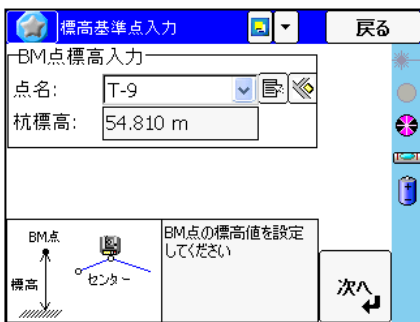 標高基準点入力
戻る
BM点標高入力
点名: T-9
杭標高: 54.810 m
BM点
標高
センター
BM点の標高値を設定
してください
次へ